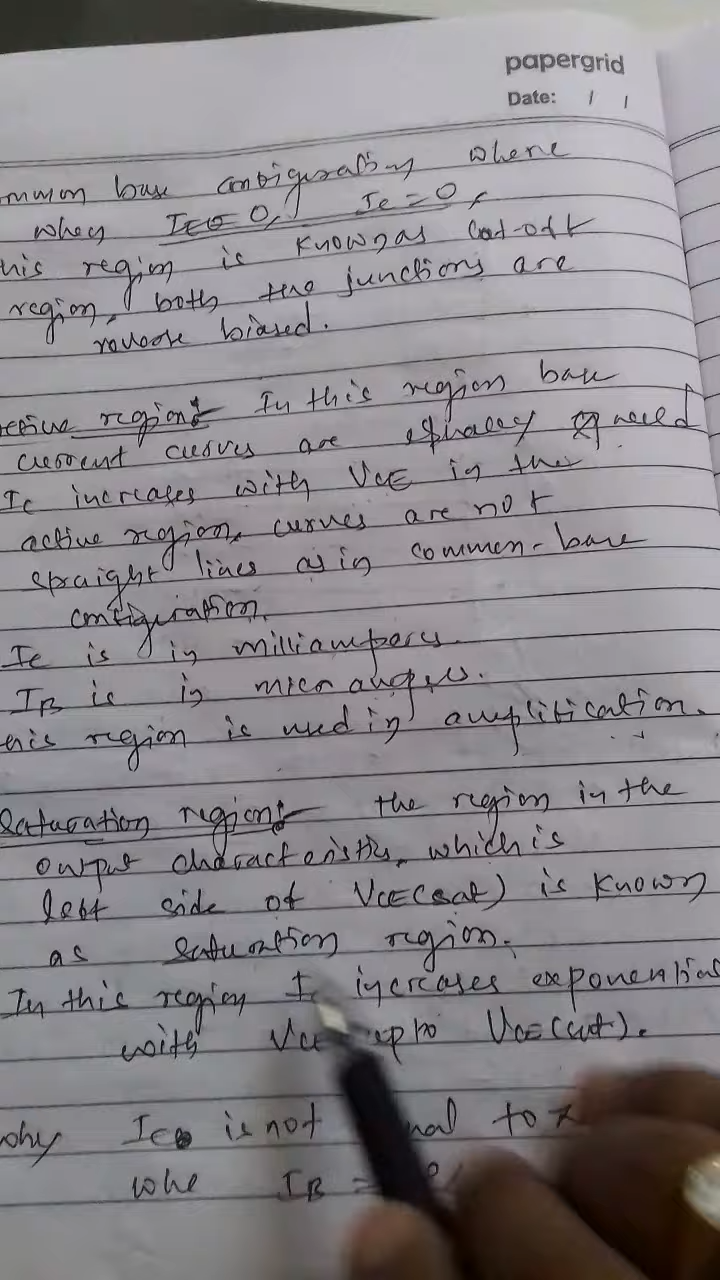 papergrid
Date: / /
ommon base configuration where
when IE = 0, Ic = 0,
his region is known as Cut-off
region, both the junctions are
reverse biased.
ctive region:- In this region base
current curves are equally spaced
Ic increases with VCE in the
active region, curves are not
straight lines as in common-base
configuration.
Ic is in milliampers.
IB is in micro ampers.
his region is used in amplification.
Saturation region:- the region in the
output characteristics, which is
left side of VCE(sat) is known
as saturation region.
In this region I increases exponential
with VCE upto VCE(sat).
why Ic is not to
whe IB =